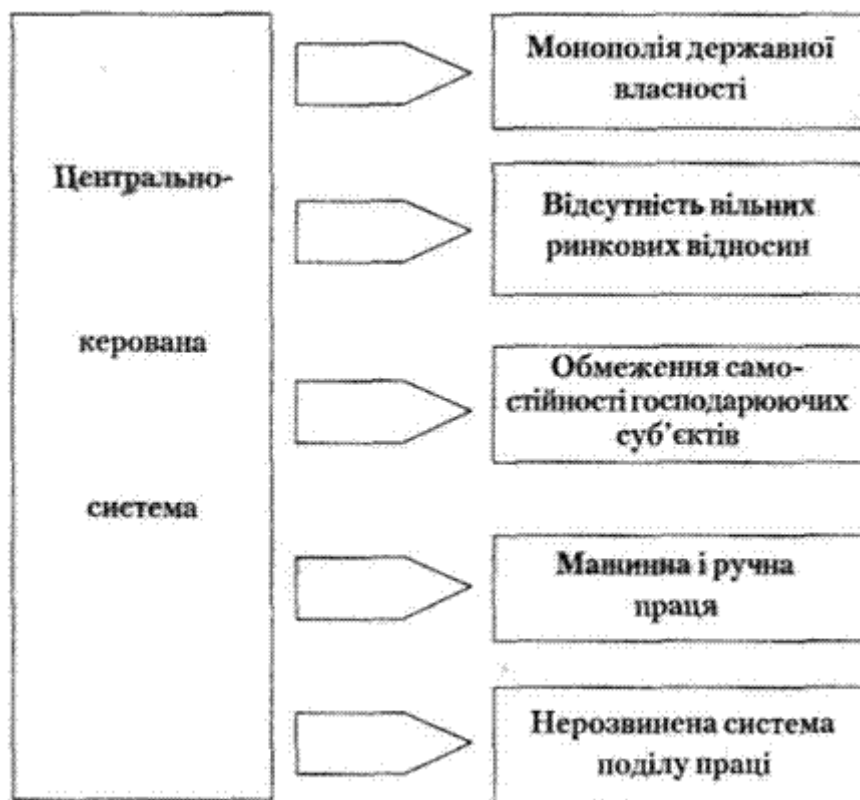 Центрально-
керована
система
Монополія державної
власності
Відсутність вільних
ринкових відносин
Обмеження само-
стійності господарюючих
суб’єктів
Машинна і ручна
праця
Нерозвинена система
поділу праці